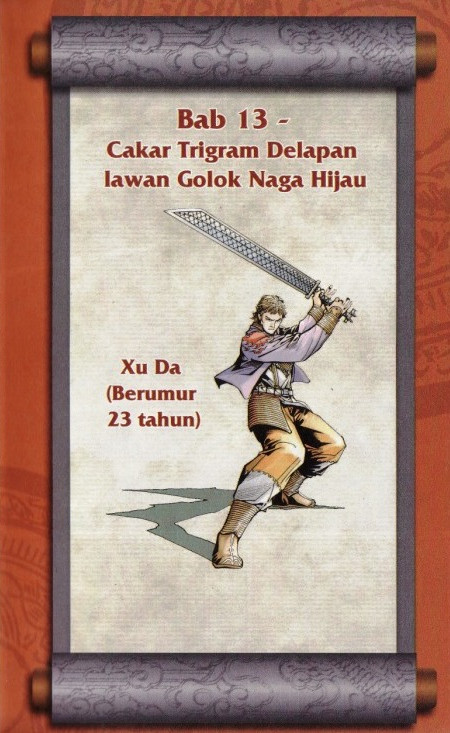 Bab 13 -
Cakar Trigram Delapan
lawan Golok Naga Hijau
Xu Da
(Berumur
23 tahun)